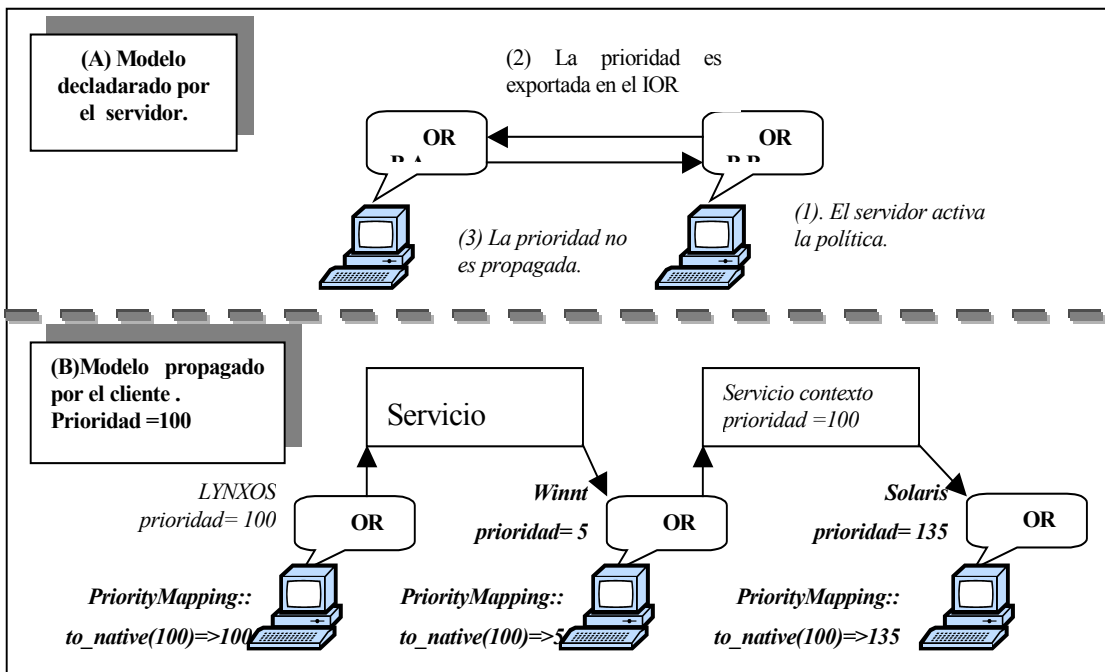 (A) Modelo
decladarado por
el servidor.
(2) La prioridad es
exportada en el IOR
OR
OR
(1). El servidor activa
la política.
(3) La prioridad no
es propagada.
(B)Modelo propagado
por el cliente .
Prioridad =100
Servicio
Servicio contexto
prioridad =100
LYNXOS
prioridad= 100
OR
Winnt
prioridad= 5
OR
Solaris
prioridad= 135
OR
PriorityMapping::
to_native(100)=>100
PriorityMapping::
to_native(100)=>5
PriorityMapping::
to_native(100)=>135